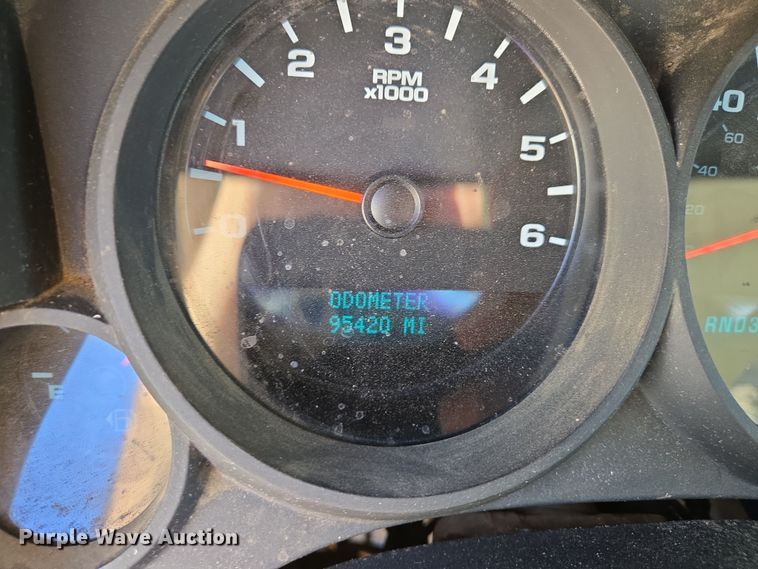 0
1
2
3
4
5
6
RPM
x1000
ODOMETER
95420 MI
E
40
60
40
20
RND3
Purple Wave Auction